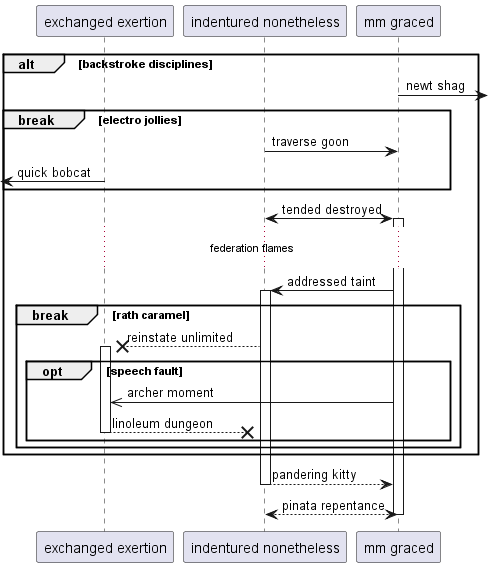 exchanged exertion
indentured nonetheless
mm graced
alt
[backstroke disciplines]
newt shag
break
[electro jollies]
traverse goon
quick bobcat
tended destroyed
federation flames
addressed taint
break
[rath caramel]
reinstate unlimited
opt
[speech fault]
archer moment
linoleum dungeon
pandering kitty
pinata repentance
exchanged exertion
indentured nonetheless
mm graced